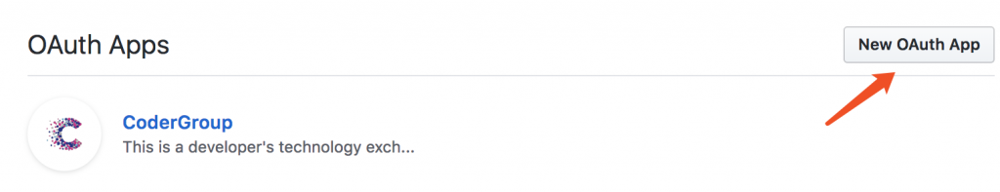 OAuth Apps
New OAuth App
CoderGroup
This is a developer's technology exch...